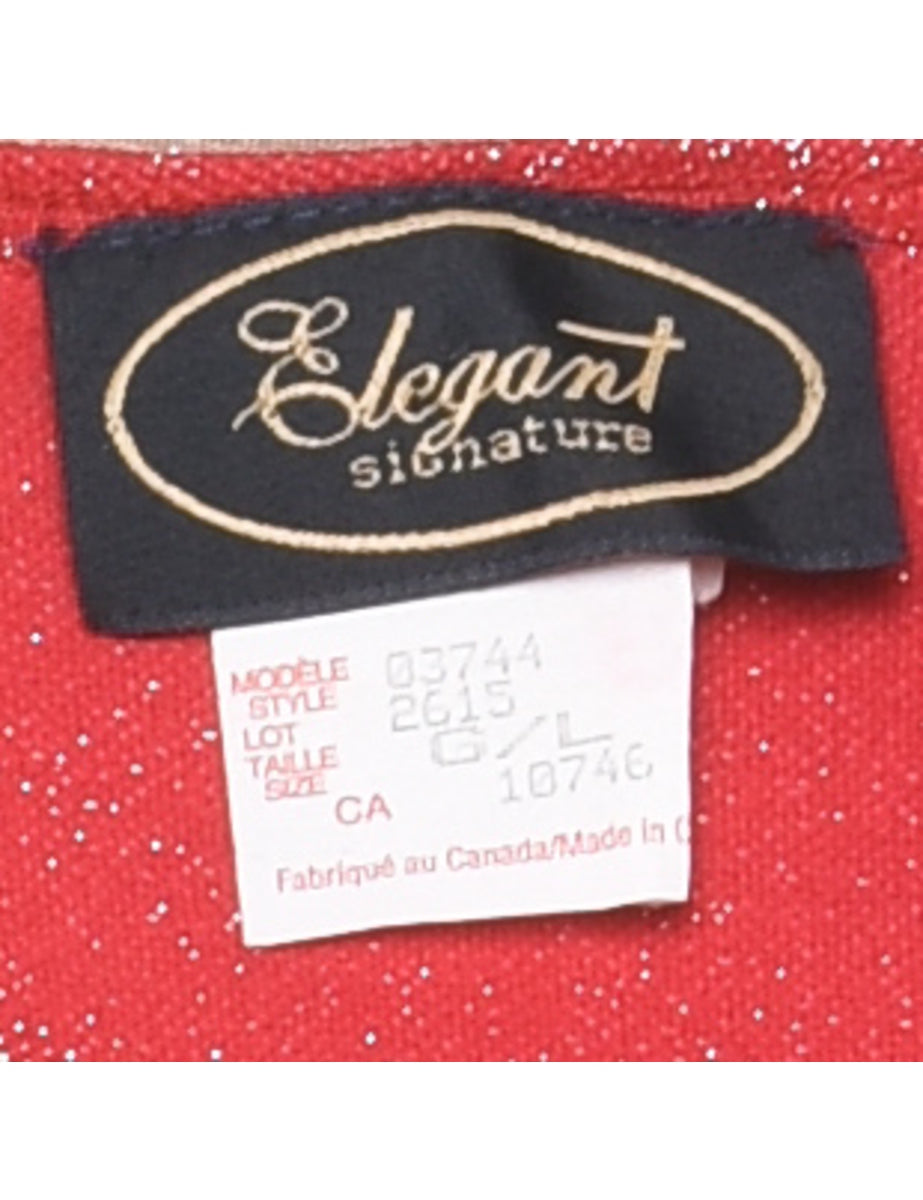 Elegant
signature
MODÈLE 03744
STYLE 2615
LOT G/L
TAILLE 10746
SIZE
CA
Fabriqué au Canada/Made in